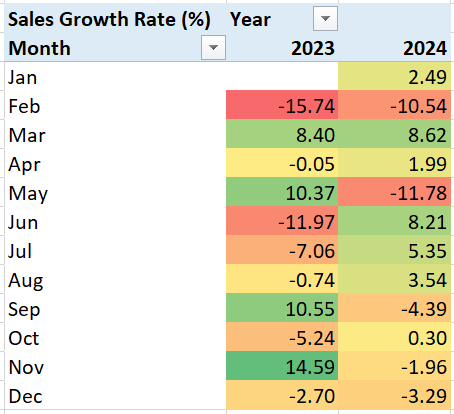 Sales Growth Rate (%) Year
Month 2023 2024
Jan 2.49
Feb -15.74 -10.54
Mar 8.40 8.62
Apr -0.05 1.99
May 10.37 -11.78
Jun -11.97 8.21
Jul -7.06 5.35
Aug -0.74 3.54
Sep 10.55 -4.39
Oct -5.24 0.30
Nov 14.59 -1.96
Dec -2.70 -3.29